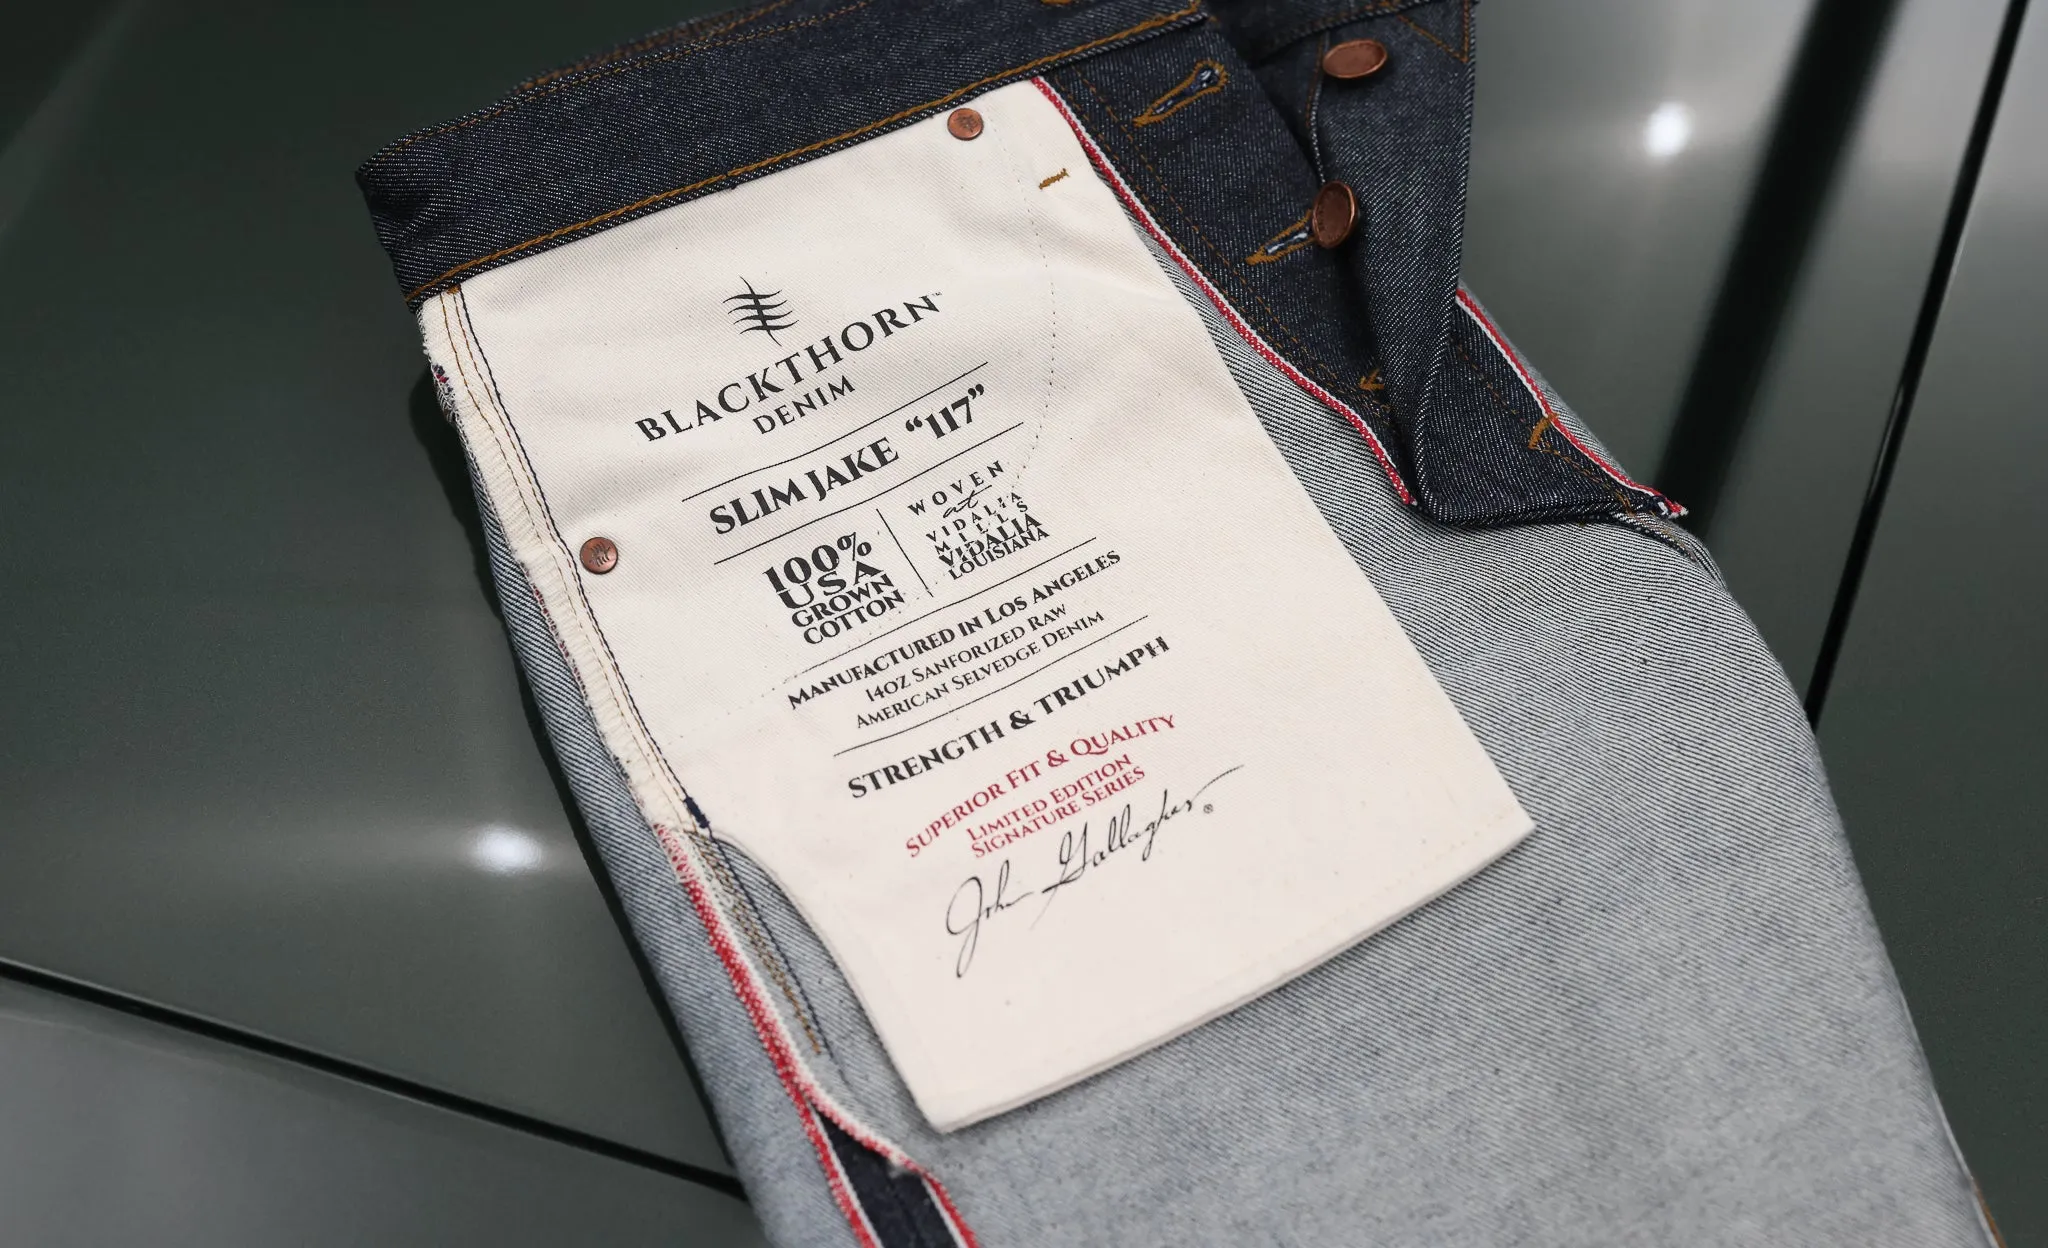 BLACKTHORN™
DENIM
SLIM JAKE “117”
100%
USA
GROWN
COTTON
WOVEN
at
VIDALIA
MILLS
VIDALIA
LOUISIANA
MANUFACTURED IN LOS ANGELES
14OZ SANFORIZED RAW
AMERICAN SELVEDGE DENIM
STRENGTH & TRIUMPH
SUPERIOR FIT & QUALITY
LIMITED EDITION
SIGNATURE SERIES
John Gallagher®